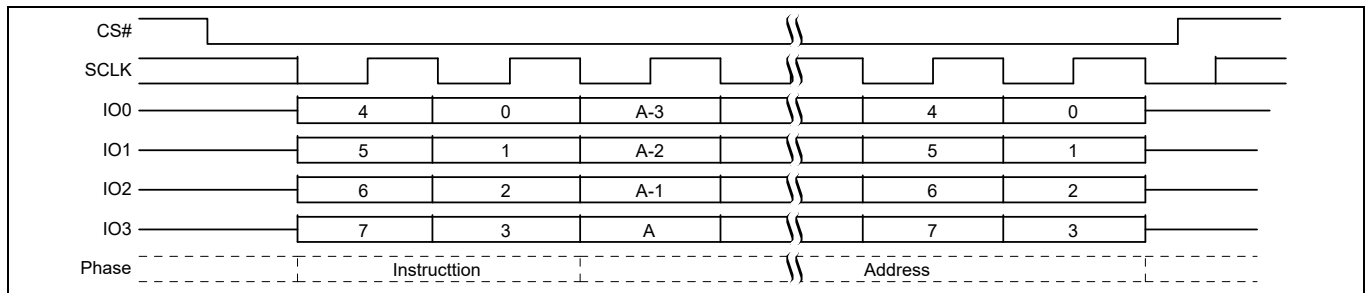 CS#
SCLK
IO0 4 0 A-3 4 0
IO1 5 1 A-2 5 1
IO2 6 2 A-1 6 2
IO3 7 3 A 7 3
Phase Instructtion Address